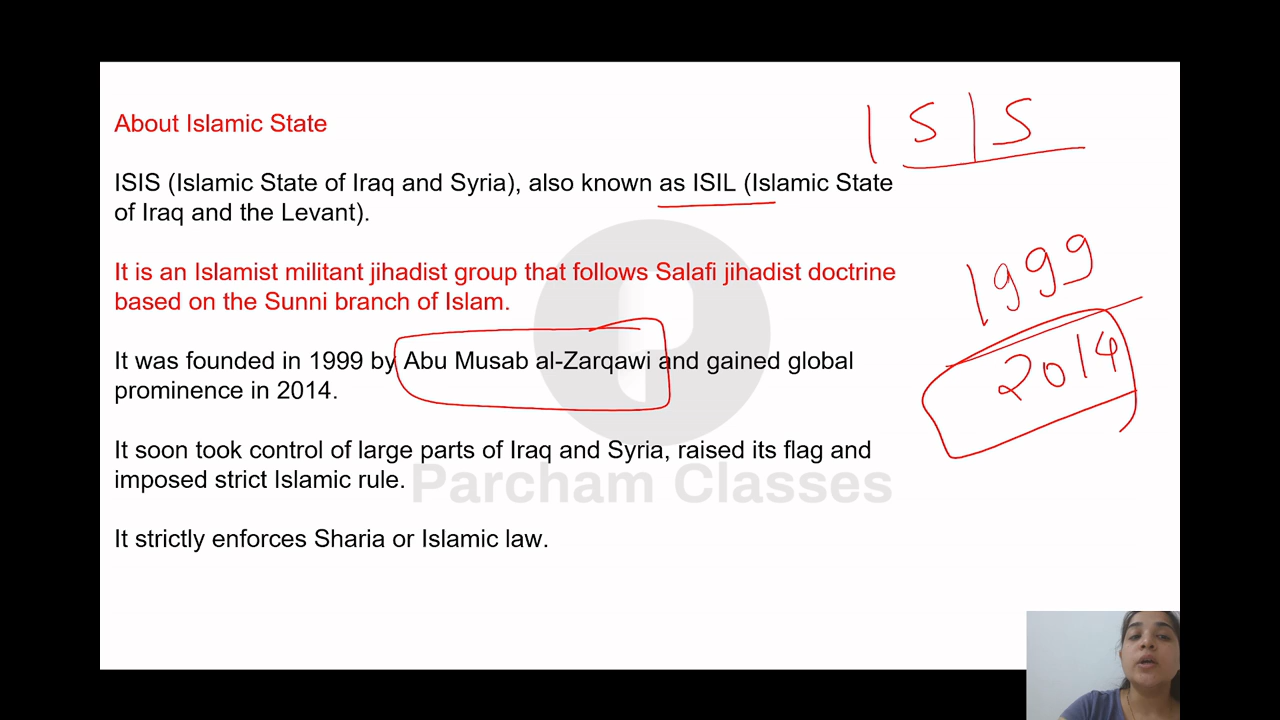 About Islamic State
ISIS (Islamic State of Iraq and Syria), also known as ISIL (Islamic State
of Iraq and the Levant).
It is an Islamist militant jihadist group that follows Salafi jihadist doctrine
based on the Sunni branch of Islam.
It was founded in 1999 by Abu Musab al-Zarqawi and gained global
prominence in 2014.
It soon took control of large parts of Iraq and Syria, raised its flag and
imposed strict Islamic rule.
It strictly enforces Sharia or Islamic law.
ISIS
1999
2014
Parcham Classes